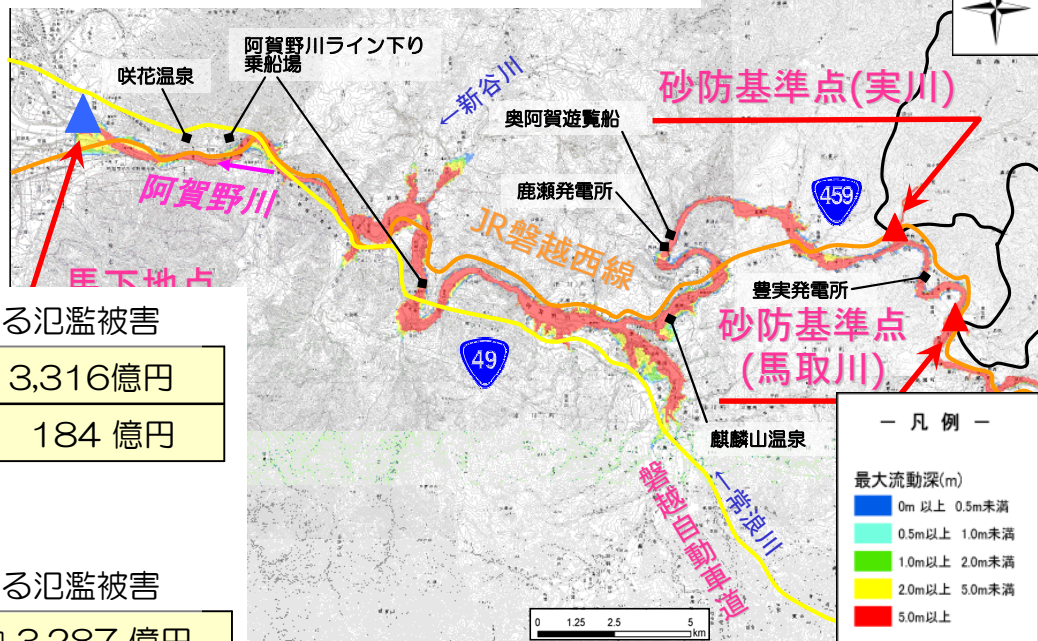 阿賀野川ライン下り
乗船場
咲花温泉
←新谷川
砂防基準点(実川)
奥阿賀遊覧船
鹿瀬発電所
459
阿賀野川
JR磐越西線
馬下地点
豊実発電所
砂防基準点
(馬取川)
49
る氾濫被害
3,316億円
184 億円
麒麟山温泉
←常浪川
磐越自動車道
る氾濫被害
3,287 億円
0 1.25 2.5 5
km
― 凡 例 ―
最大流動深(m)
0m 以上 0.5m未満
0.5m以上 1.0m未満
1.0m以上 2.0m未満
2.0m以上 5.0m未満
5.0m以上